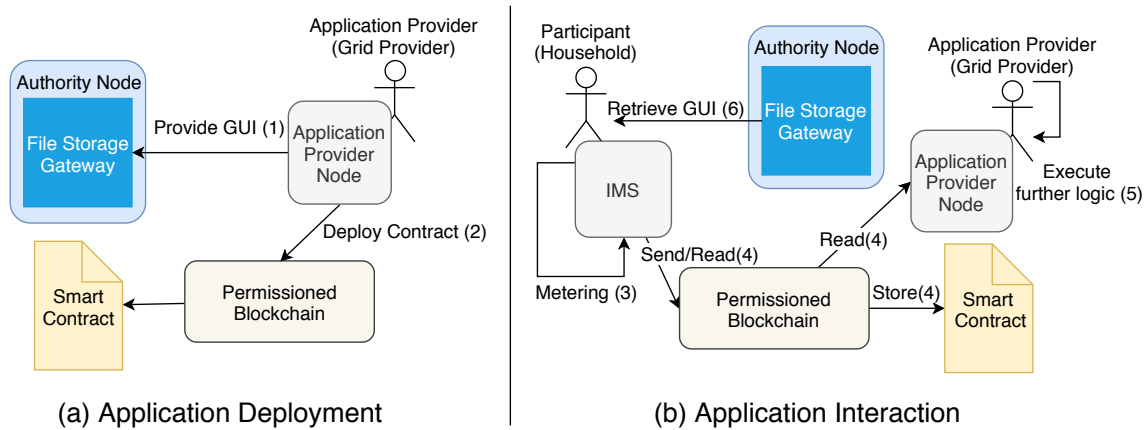 Application Provider
(Grid Provider)
Authority Node
File Storage
Gateway
Provide GUI (1)
Application
Provider
Node
Deploy Contract (2)
Smart
Contract
Permissioned
Blockchain
(a) Application Deployment
Participant
(Household)
Authority Node
File Storage
Gateway
Retrieve GUI (6)
Application Provider
(Grid Provider)
Application
Provider
Node
Execute
further logic (5)
IMS
Metering (3)
Send/Read(4)
Read(4)
Permissioned
Blockchain
Store(4)
Smart
Contract
(b) Application Interaction